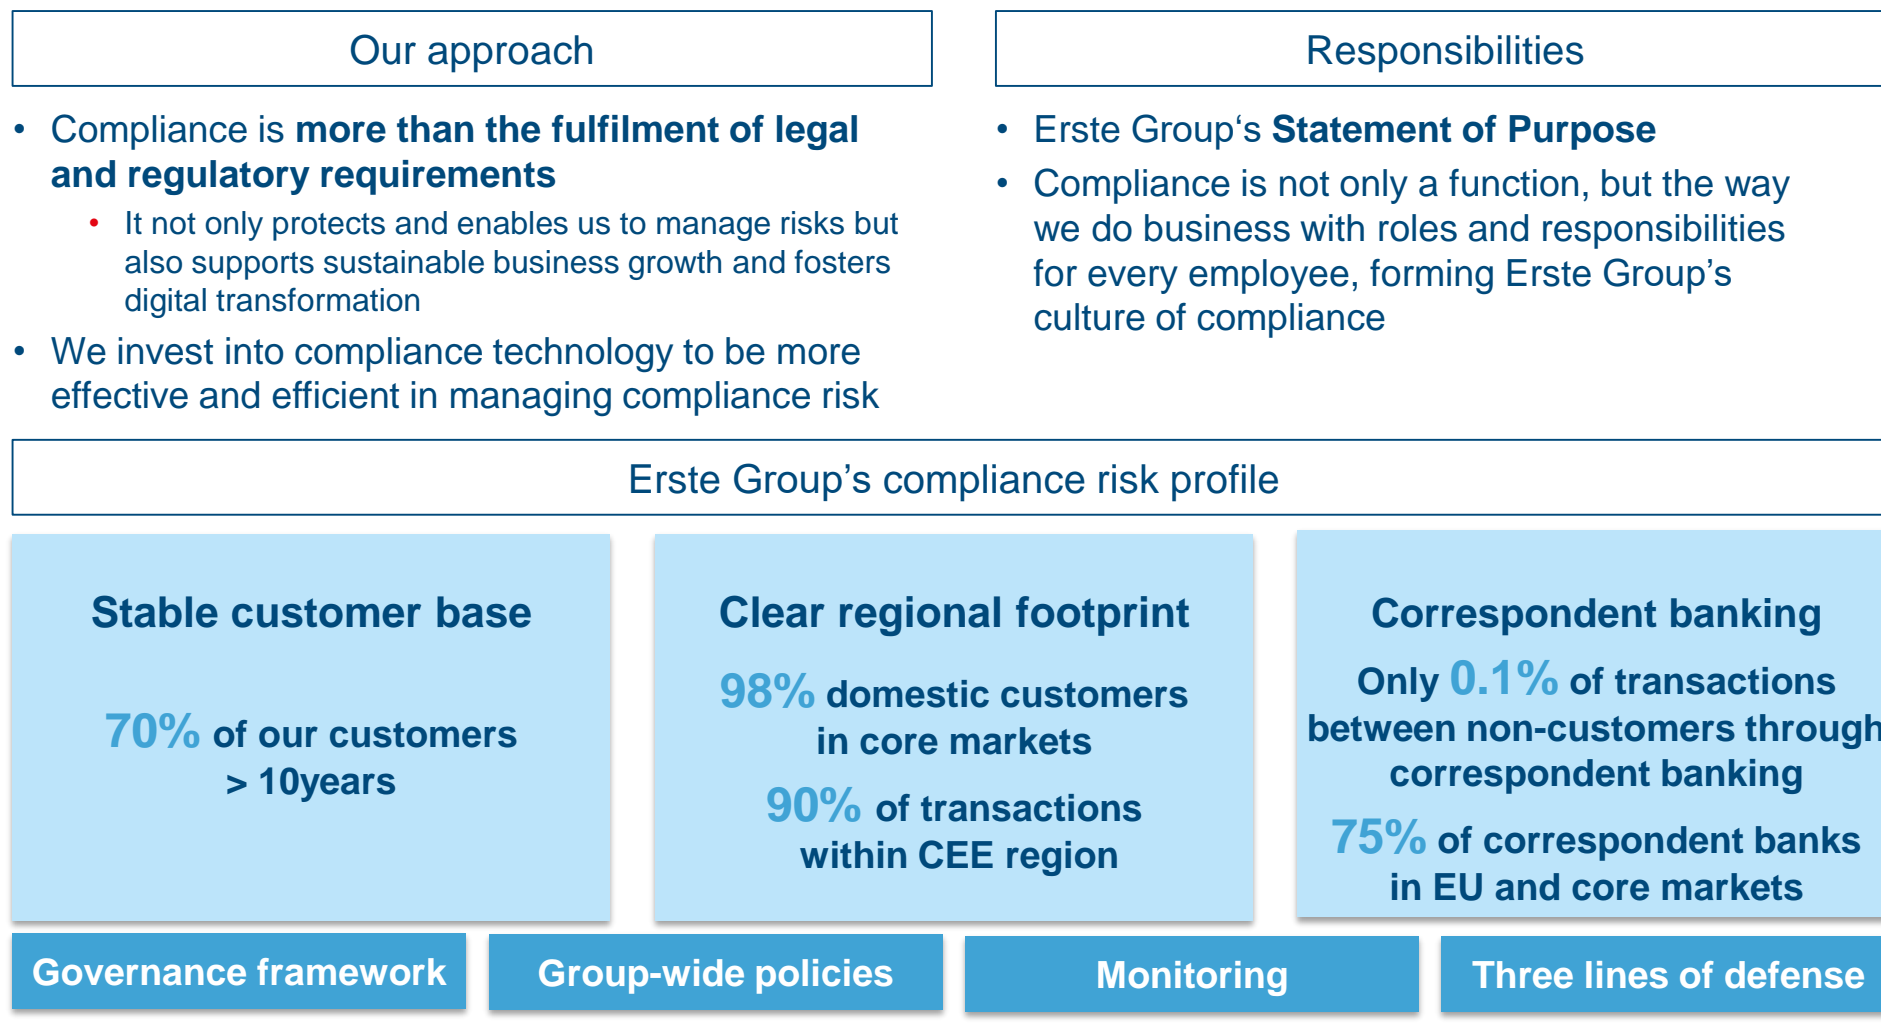 Our approach
• Compliance is more than the fulfilment of legal
and regulatory requirements
• It not only protects and enables us to manage risks but
also supports sustainable business growth and fosters
digital transformation
• We invest into compliance technology to be more
effective and efficient in managing compliance risk
Responsibilities
• Erste Group‘s Statement of Purpose
• Compliance is not only a function, but the way
we do business with roles and responsibilities
for every employee, forming Erste Group’s
culture of compliance
Erste Group’s compliance risk profile
Stable customer base
70% of our customers
> 10years
Clear regional footprint
98% domestic customers
in core markets
90% of transactions
within CEE region
Correspondent banking
Only 0.1% of transactions
between non-customers through
correspondent banking
75% of correspondent banks
in EU and core markets
Governance framework
Group-wide policies
Monitoring
Three lines of defense